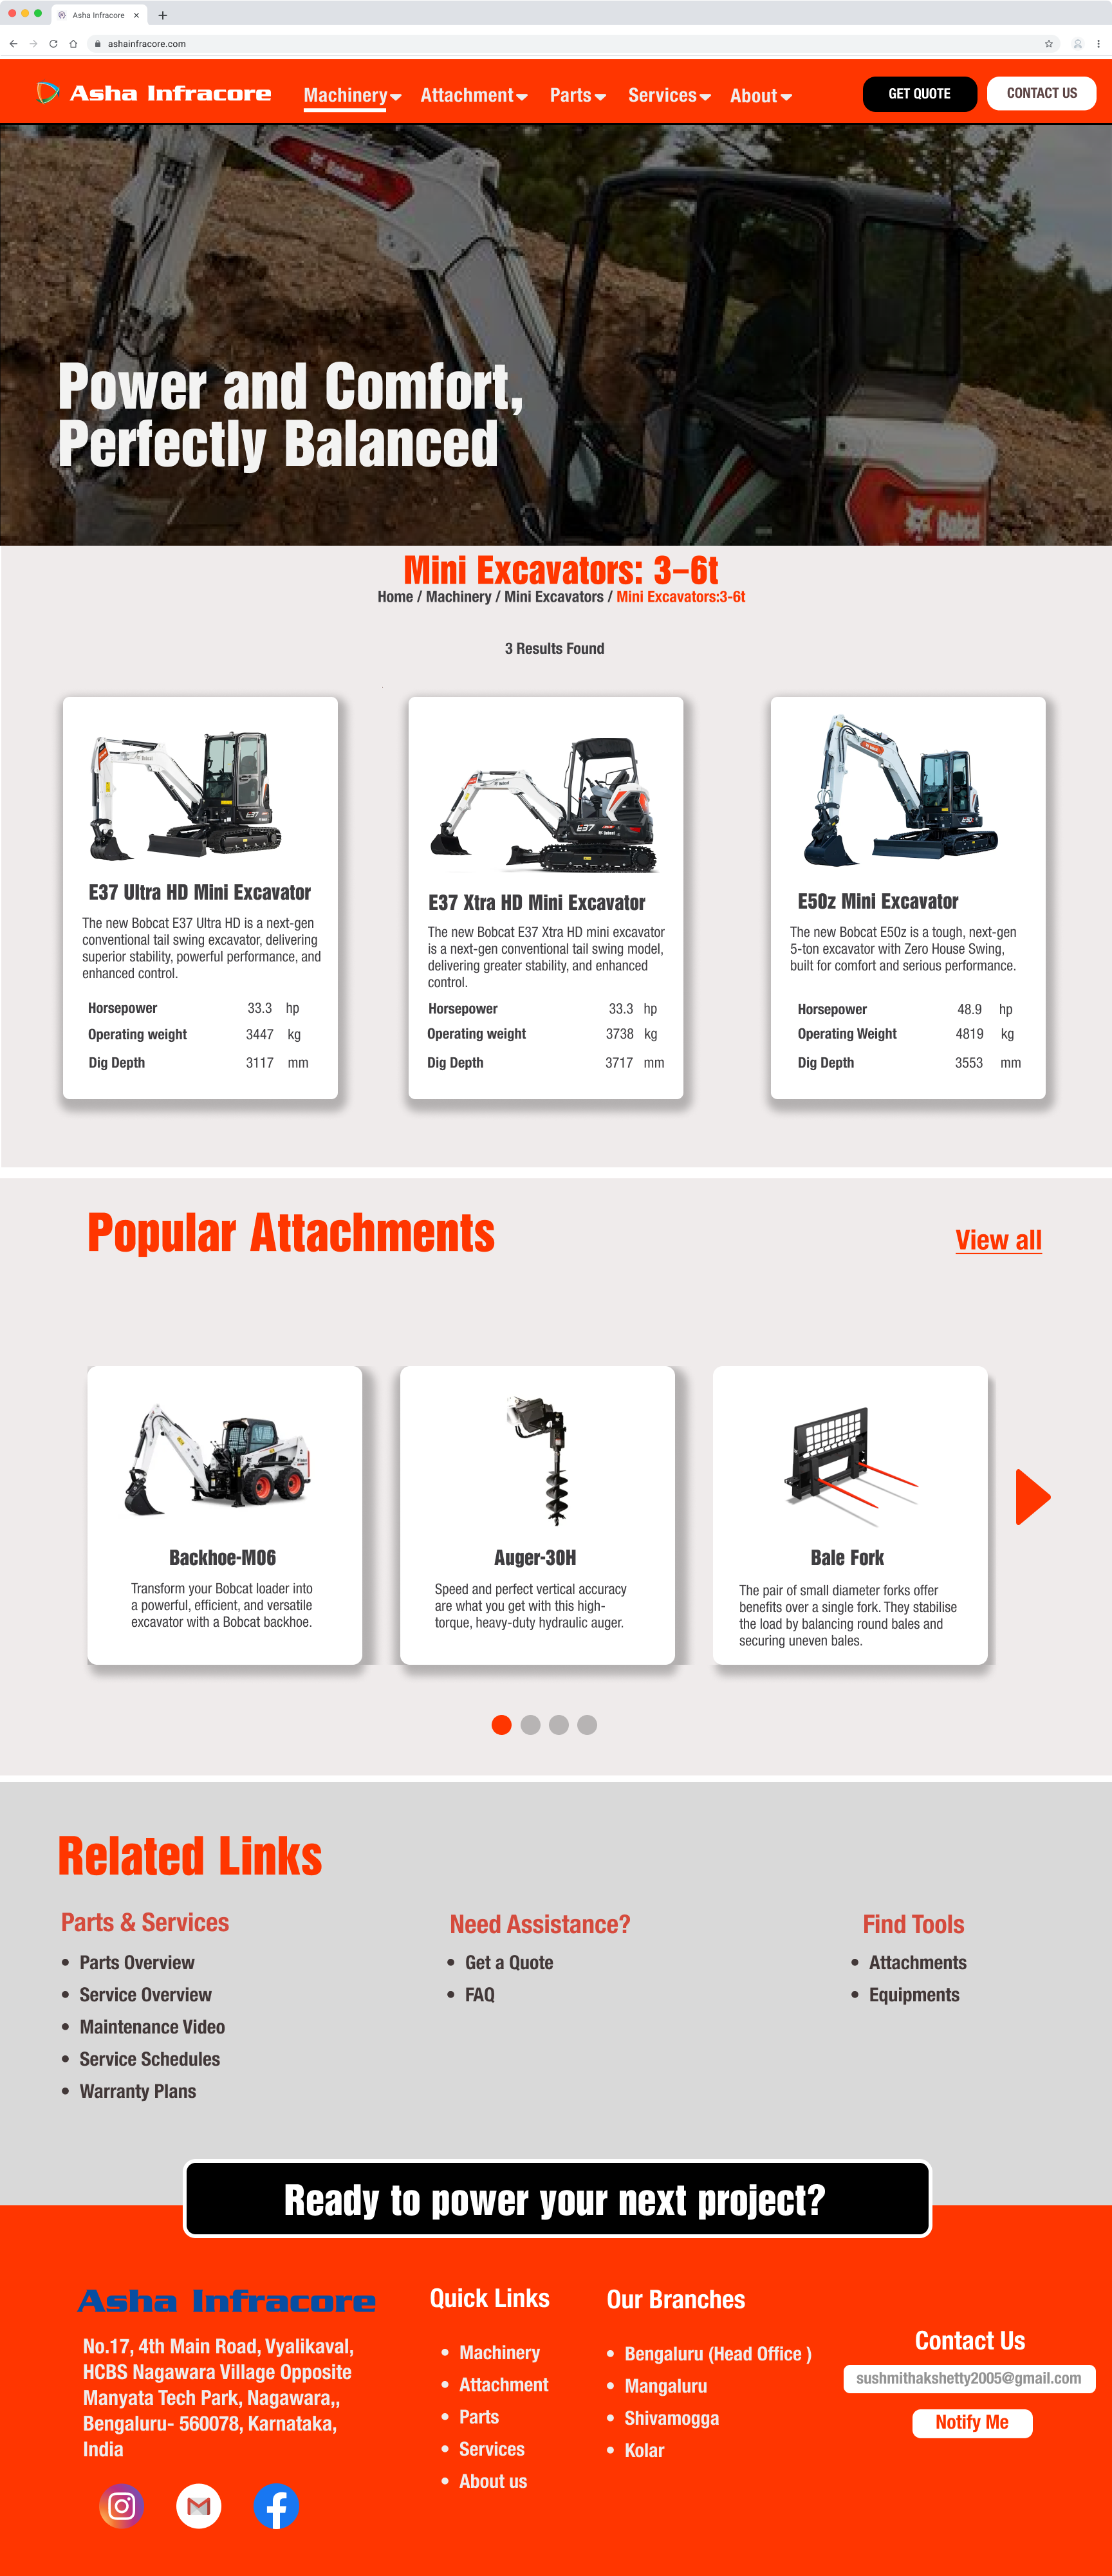 Asha Infracore
ashainfracore.com
Asha Infracore
Machinery
Attachment
Parts
Services
About
GET QUOTE
CONTACT US
Bobcat
Power and Comfort,
Perfectly Balanced
Bobcat
Mini Excavators: 3–6t
Home / Machinery / Mini Excavators / Mini Excavators:3-6t
3 Results Found
Bobcat
E37
E37 Ultra HD Mini Excavator
The new Bobcat E37 Ultra HD is a next-gen
conventional tail swing excavator, delivering
superior stability, powerful performance, and
enhanced control.
Horsepower 33.3 hp
Operating weight 3447 kg
Dig Depth 3117 mm
E37
Bobcat
E37 Xtra HD Mini Excavator
The new Bobcat E37 Xtra HD mini excavator
is a next-gen conventional tail swing model,
delivering greater stability, and enhanced
control.
Horsepower 33.3 hp
Operating weight 3738 kg
Dig Depth 3717 mm
E50z Mini Excavator
The new Bobcat E50z is a tough, next-gen
5-ton excavator with Zero House Swing,
built for comfort and serious performance.
Horsepower 48.9 hp
Operating Weight 4819 kg
Dig Depth 3553 mm
Popular Attachments
View all
Backhoe-M06
Transform your Bobcat loader into
a powerful, efficient, and versatile
excavator with a Bobcat backhoe.
Auger-30H
Speed and perfect vertical accuracy
are what you get with this high-
torque, heavy-duty hydraulic auger.
Bale Fork
The pair of small diameter forks offer
benefits over a single fork. They stabilise
the load by balancing round bales and
securing uneven bales.
Related Links
Parts & Services
• Parts Overview
• Service Overview
• Maintenance Video
• Service Schedules
• Warranty Plans
Need Assistance?
• Get a Quote
• FAQ
Find Tools
• Attachments
• Equipments
Ready to power your next project?
Asha Infracore
No.17, 4th Main Road, Vyalikaval,
HCBS Nagawara Village Opposite
Manyata Tech Park, Nagawara,,
Bengaluru- 560078, Karnataka,
India
Quick Links
• Machinery
• Attachment
• Parts
• Services
• About us
Our Branches
• Bengaluru (Head Office )
• Mangaluru
• Shivamogga
• Kolar
Contact Us
sushmithakshetty2005@gmail.com
Notify Me